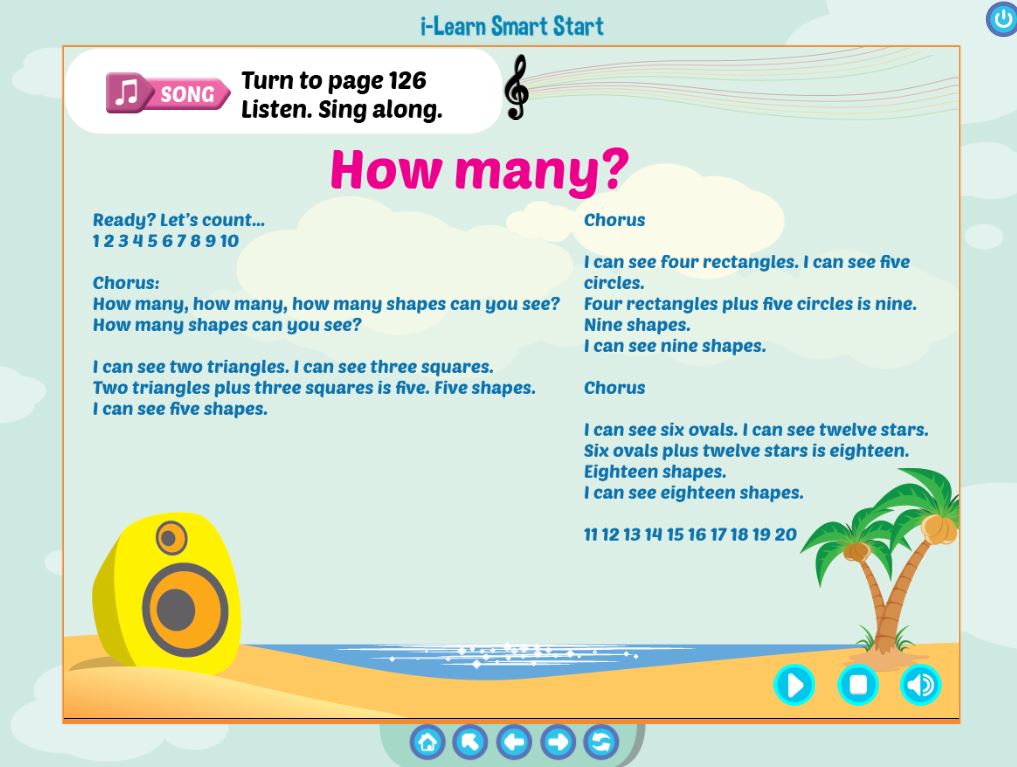 i-Learn Smart Start
SONG
Turn to page 126
Listen. Sing along.
How many?
Ready? Let's count...
1 2 3 4 5 6 7 8 9 10
Chorus:
How many, how many, how many shapes can you see?
How many shapes can you see?
I can see two triangles. I can see three squares.
Two triangles plus three squares is five. Five shapes.
I can see five shapes.
Chorus
I can see four rectangles. I can see five
circles.
Four rectangles plus five circles is nine.
Nine shapes.
I can see nine shapes.
Chorus
I can see six ovals. I can see twelve stars.
Six ovals plus twelve stars is eighteen.
Eighteen shapes.
I can see eighteen shapes.
11 12 13 14 15 16 17 18 19 20